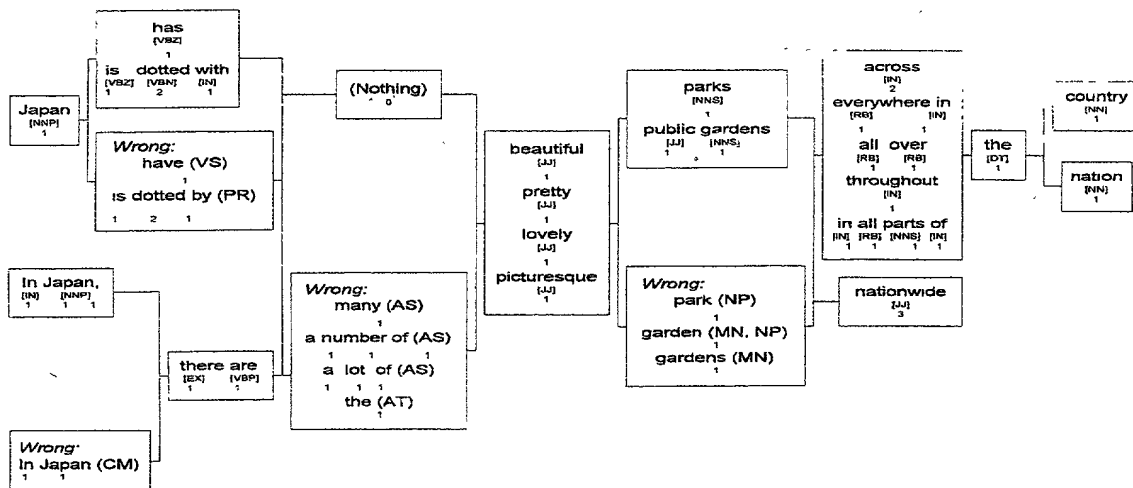 Japan
[NNP]
1
has
[VBZ]
1
is dotted with
[VBZ] [VBN] [IN]
1 2 1
Wrong:
have (VS)
1
is dotted by (PR)
1 2 1
In Japan,
[IN] [NNP]
1 1 1
Wrong:
In Japan (CM)
1 1
there are
[EX] [VBP]
1 1
(Nothing)
0
Wrong:
many (AS)
1
a number of (AS)
1 1 1
a lot of (AS)
1 1 1
the (AT)
1
beautiful
[JJ]
1
pretty
[JJ]
1
lovely
[JJ]
1
picturesque
[JJ]
1
parks
[NNS]
1
public gardens
[JJ] [NNS]
1 1
Wrong:
park (NP)
1
garden (MN, NP)
1
gardens (MN)
1
across
[IN]
2
everywhere in
[RB] [IN]
1 1
all over
[RB] [RB]
1 1
throughout
[IN]
1
in all parts of
[IN] [RB] [NNS] [IN]
1 1 1 1
nationwide
[JJ]
3
the
[DT]
1
country
[NN]
1
nation
[NN]
1